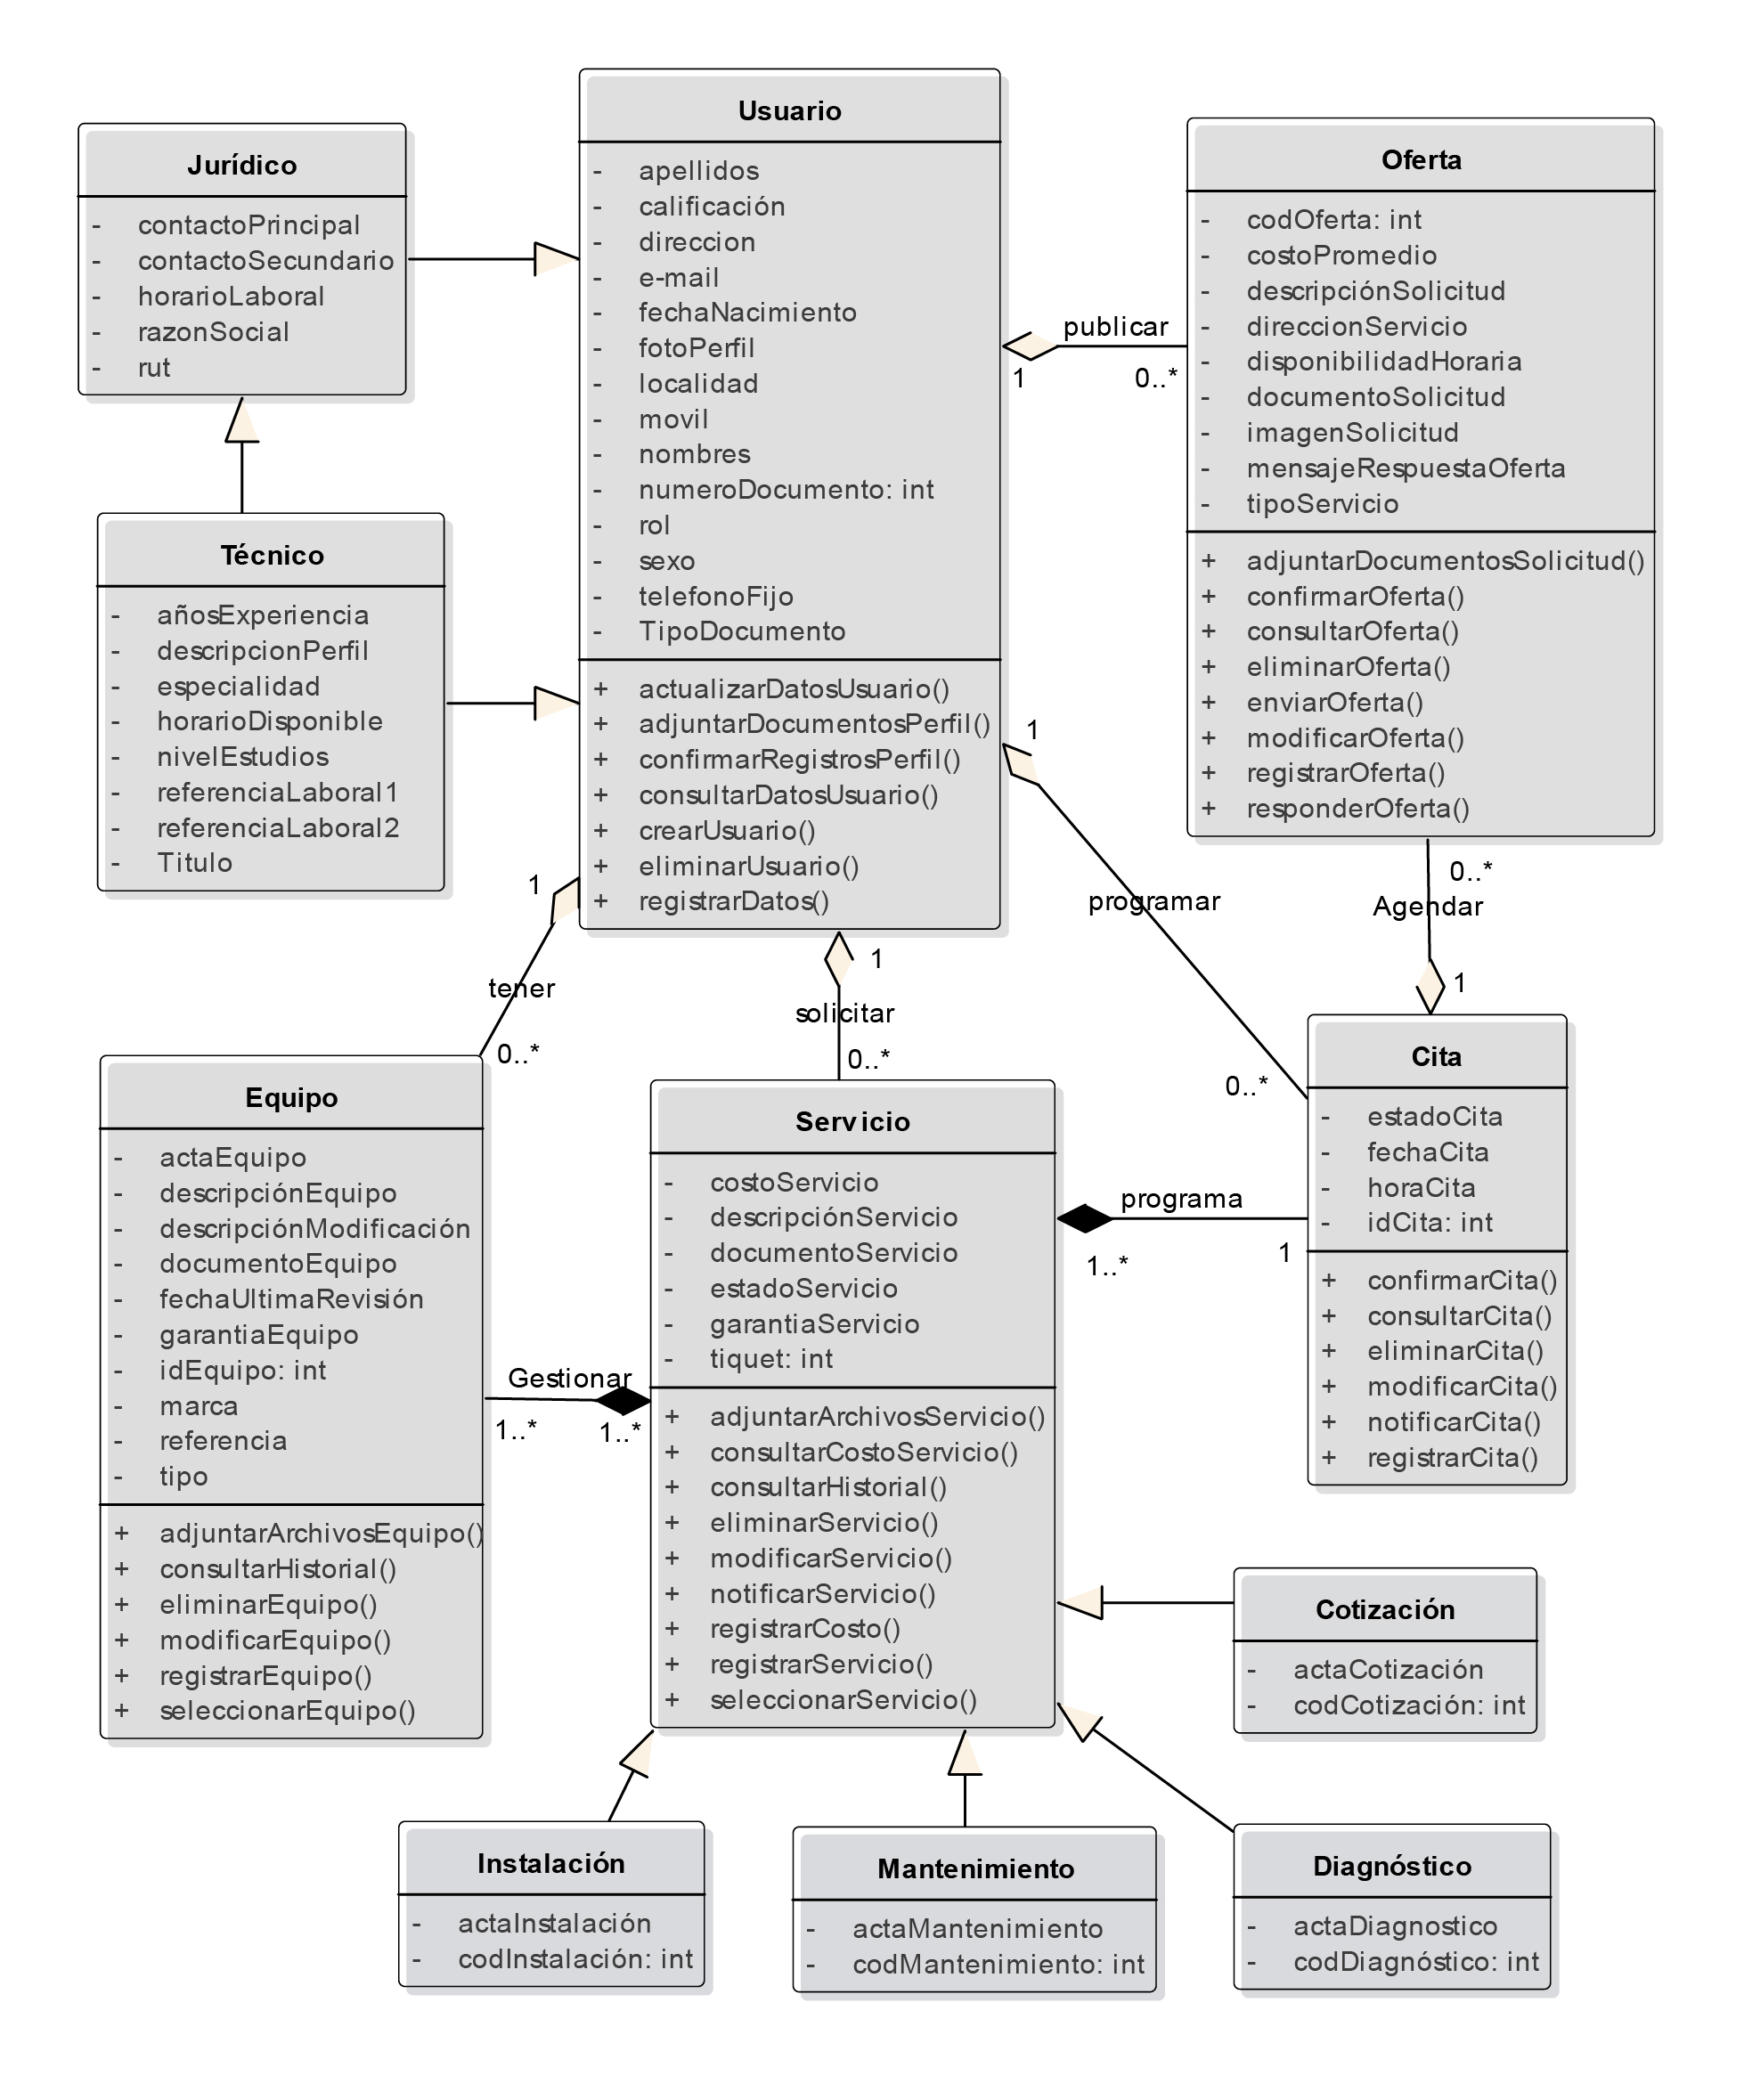 Usuario
- apellidos
- calificación
- direccion
- e-mail
- fechaNacimiento
- fotoPerfil
- localidad
- movil
- nombres
- numeroDocumento: int
- rol
- sexo
- telefonoFijo
- TipoDocumento
+ actualizarDatosUsuario()
+ adjuntarDocumentosPerfil()
+ confirmarRegistrosPerfil()
+ consultarDatosUsuario()
+ crearUsuario()
+ eliminarUsuario()
+ registrarDatos()
Jurídico
- contactoPrincipal
- contactoSecundario
- horarioLaboral
- razonSocial
- rut
Técnico
- añosExperiencia
- descripcionPerfil
- especialidad
- horarioDisponible
- nivelEstudios
- referenciaLaboral1
- referenciaLaboral2
- Titulo
Oferta
- codOferta: int
- costoPromedio
- descripciónSolicitud
- direccionServicio
- disponibilidadHoraria
- documentoSolicitud
- imagenSolicitud
- mensajeRespuestaOferta
- tipoServicio
+ adjuntarDocumentosSolicitud()
+ confirmarOferta()
+ consultarOferta()
+ eliminarOferta()
+ enviarOferta()
+ modificarOferta()
+ registrarOferta()
+ responderOferta()
publicar
1
0..*
1
programar
0..*
0..*
Agendar
1
1
tener
0..*
1
solicitar
0..*
Equipo
- actaEquipo
- descripciónEquipo
- descripciónModificación
- documentoEquipo
- fechaUltimaRevisión
- garantiaEquipo
- idEquipo: int
- marca
- referencia
- tipo
+ adjuntarArchivosEquipo()
+ consultarHistorial()
+ eliminarEquipo()
+ modificarEquipo()
+ registrarEquipo()
+ seleccionarEquipo()
Gestionar
1..*
1..*
Servicio
- costoServicio
- descripciónServicio
- documentoServicio
- estadoServicio
- garantiaServicio
- tiquet: int
+ adjuntarArchivosServicio()
+ consultarCostoServicio()
+ consultarHistorial()
+ eliminarServicio()
+ modificarServicio()
+ notificarServicio()
+ registrarCosto()
+ registrarServicio()
+ seleccionarServicio()
programa
1..*
1
Cita
- estadoCita
- fechaCita
- horaCita
- idCita: int
+ confirmarCita()
+ consultarCita()
+ eliminarCita()
+ modificarCita()
+ notificarCita()
+ registrarCita()
Cotización
- actaCotización
- codCotización: int
Instalación
- actaInstalación
- codInstalación: int
Mantenimiento
- actaMantenimiento
- codMantenimiento: int
Diagnóstico
- actaDiagnostico
- codDiagnóstico: int